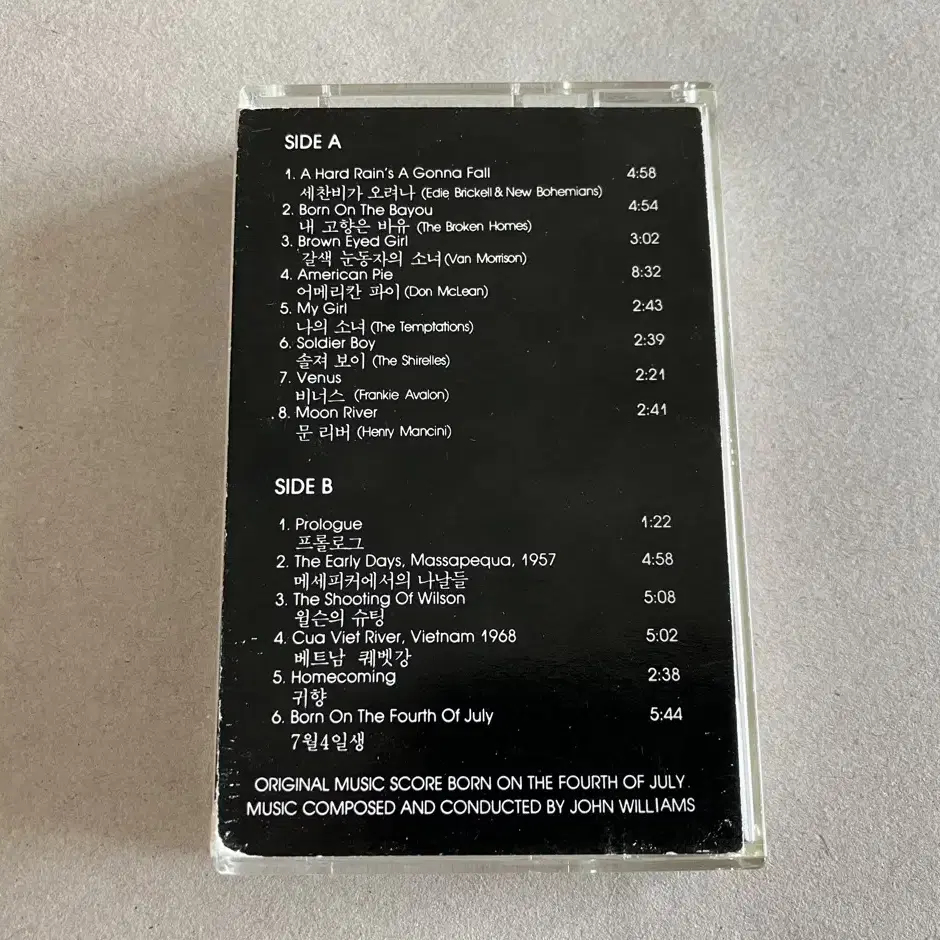 SIDE A
1. A Hard Rain's A Gonna Fall 4:58
세찬비가 오려나 (Edie Brickell & New Bohemians)
2. Born On The Bayou 4:54
내 고향은 바유 (The Broken Homes)
3. Brown Eyed Girl 3:02
갈색 눈동자의 소녀 (Van Morrison)
4. American Pie 8:32
어메리칸 파이 (Don McLean)
5. My Girl 2:43
나의 소녀 (The Temptations)
6. Soldier Boy 2:39
솔져 보이 (The Shirelles)
7. Venus 2:21
비너스 (Frankie Avalon)
8. Moon River 2:41
문 리버 (Henry Mancini)
SIDE B
1. Prologue 1:22
프롤로그
2. The Early Days, Massapequa, 1957 4:58
메세피커에서의 나날들
3. The Shooting Of Wilson 5:08
윌슨의 슈팅
4. Cua Viet River, Vietnam 1968 5:02
베트남 퀘벳강
5. Homecoming 2:38
귀향
6. Born On The Fourth Of July 5:44
7월4일생
ORIGINAL MUSIC SCORE BORN ON THE FOURTH OF JULY
MUSIC COMPOSED AND CONDUCTED BY JOHN WILLIAMS